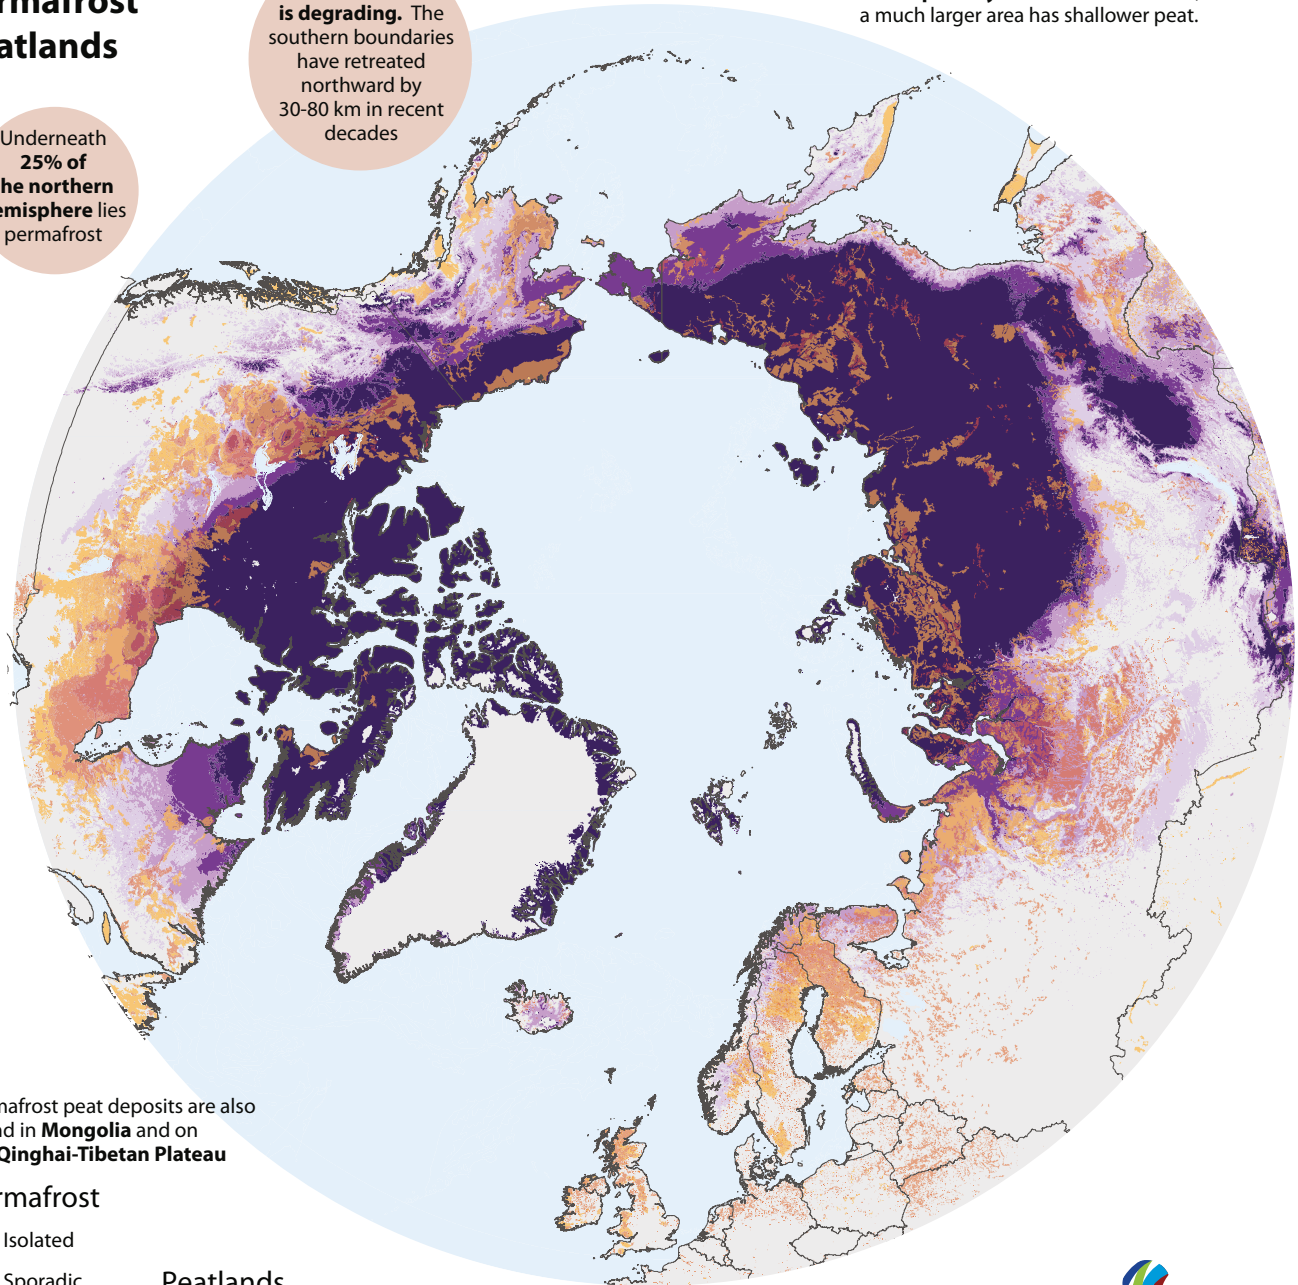 rmafrost
atlands
is degrading. The
southern boundaries
have retreated
northward by
30-80 km in recent
decades
a much larger area has shallower peat.
Underneath
25% of
he northern
emisphere lies
permafrost
mafrost peat deposits are also
d in Mongolia and on
Qinghai-Tibetan Plateau
rmafrost
Isolated
Sporadic
Peatlands